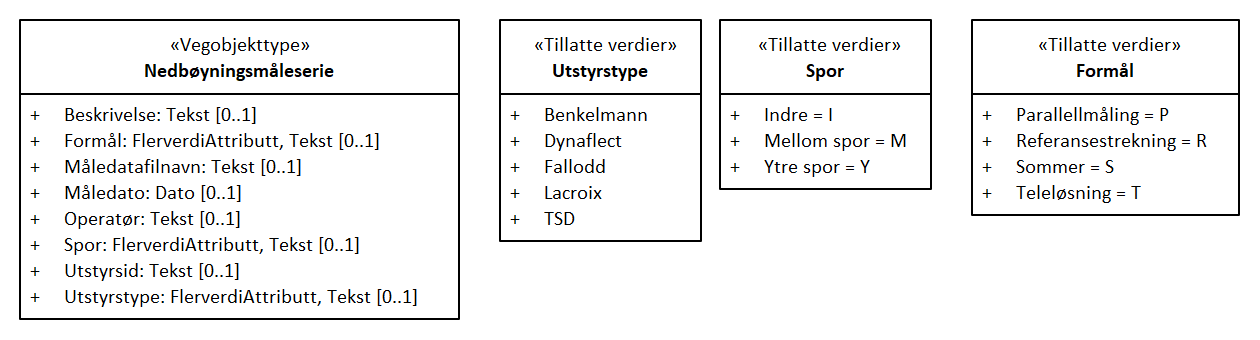 «Vegobjekttype»
Nedbøyningsmåleserie
+ Beskrivelse: Tekst [0..1]
+ Formål: FlerverdiAttributt, Tekst [0..1]
+ Måledatafilnavn: Tekst [0..1]
+ Måledato: Dato [0..1]
+ Operatør: Tekst [0..1]
+ Spor: FlerverdiAttributt, Tekst [0..1]
+ Utstyrsid: Tekst [0..1]
+ Utstyrstype: FlerverdiAttributt, Tekst [0..1]
«Tillatte verdier»
Utstyrstype
+ Benkelmann
+ Dynaflect
+ Fallodd
+ Lacroix
+ TSD
«Tillatte verdier»
Spor
+ Indre = I
+ Mellom spor = M
+ Ytre spor = Y
«Tillatte verdier»
Formål
+ Parallellmåling = P
+ Referansestrekning = R
+ Sommer = S
+ Teleløsning = T